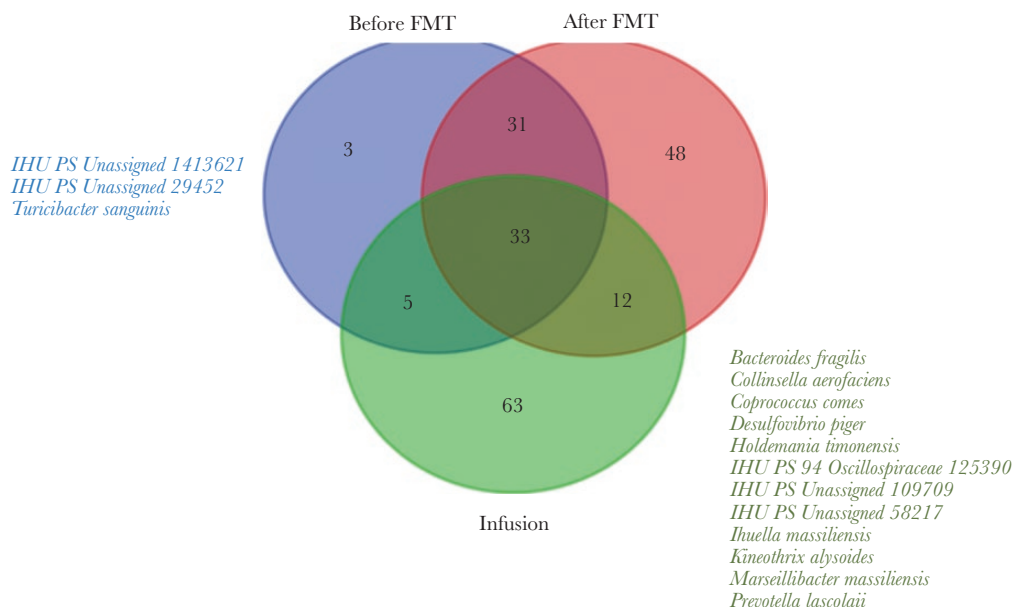 Before FMT
After FMT
31
3
48
IHU PS Unassigned 1413621
IHU PS Unassigned 29452
Turicibacter sanguinis
33
5
12
63
Infusion
Bacteroides fragilis
Collinsella aerofaciens
Coprococcus comes
Desulfovibrio piger
Holdemania timonensis
IHU PS 94 Oscillospiraceae 125390
IHU PS Unassigned 109709
IHU PS Unassigned 58217
Ihuella massiliensis
Kineothrix alysoides
Marseillibacter massiliensis
Prevotella lascolaii